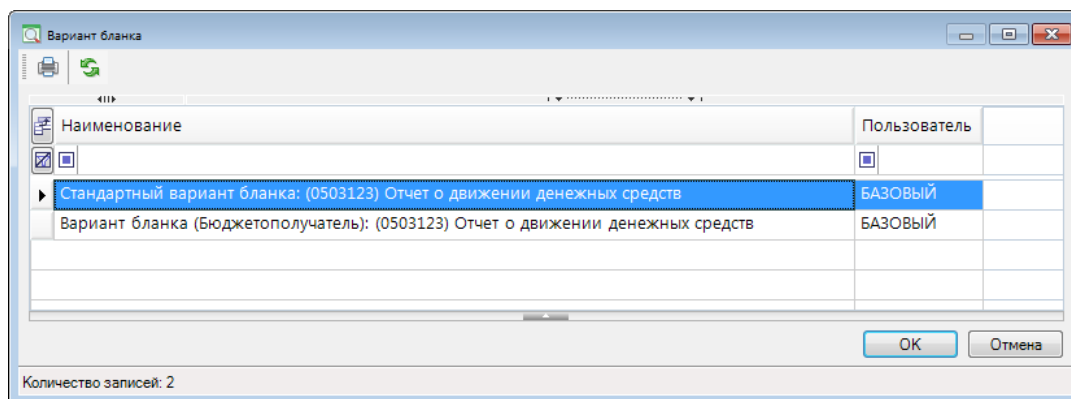 Вариант бланка
Наименование Пользователь
Стандартный вариант бланка: (0503123) Отчет о движении денежных средств БАЗОВЫЙ
Вариант бланка (Бюджетополучатель): (0503123) Отчет о движении денежных средств БАЗОВЫЙ
OK Отмена
Количество записей: 2